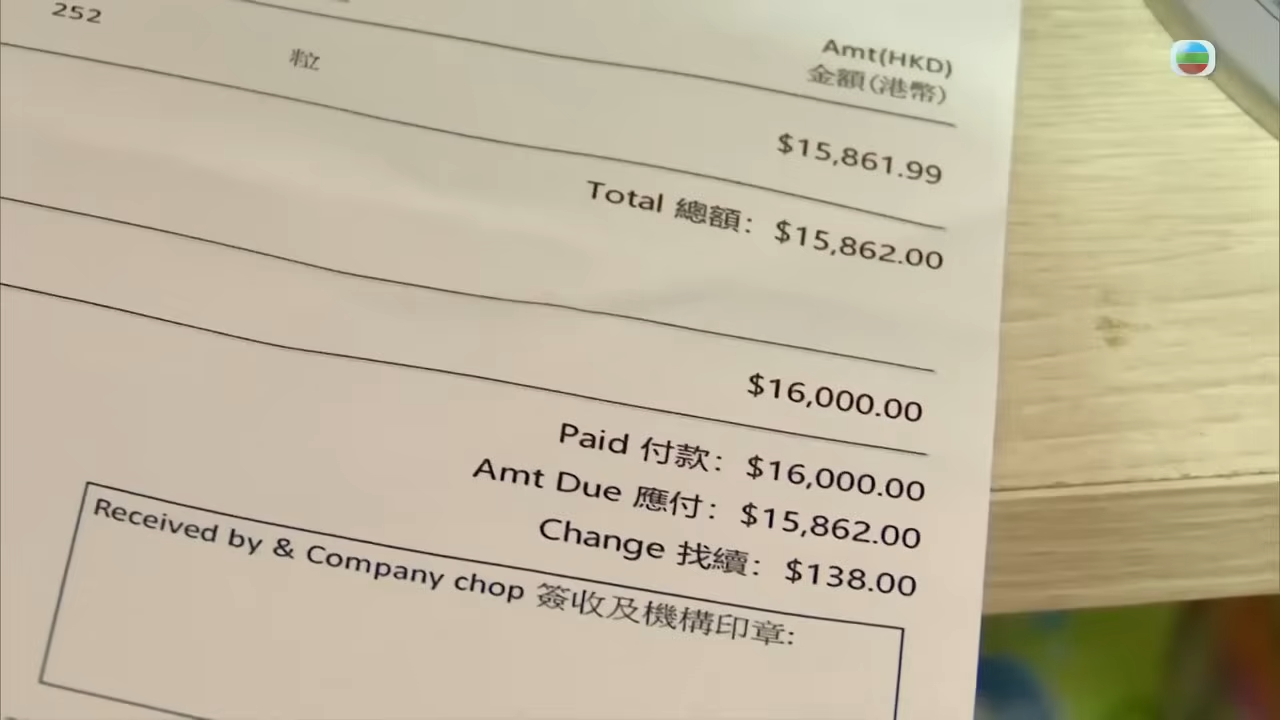 252
粒
Amt(HKD)
金額(港幣)
$15,861.99
Total 總額: $15,862.00
$16,000.00
Paid 付款: $16,000.00
Amt Due 應付: $15,862.00
Change 找續: $138.00
Received by & Company chop 簽收及機構印章: